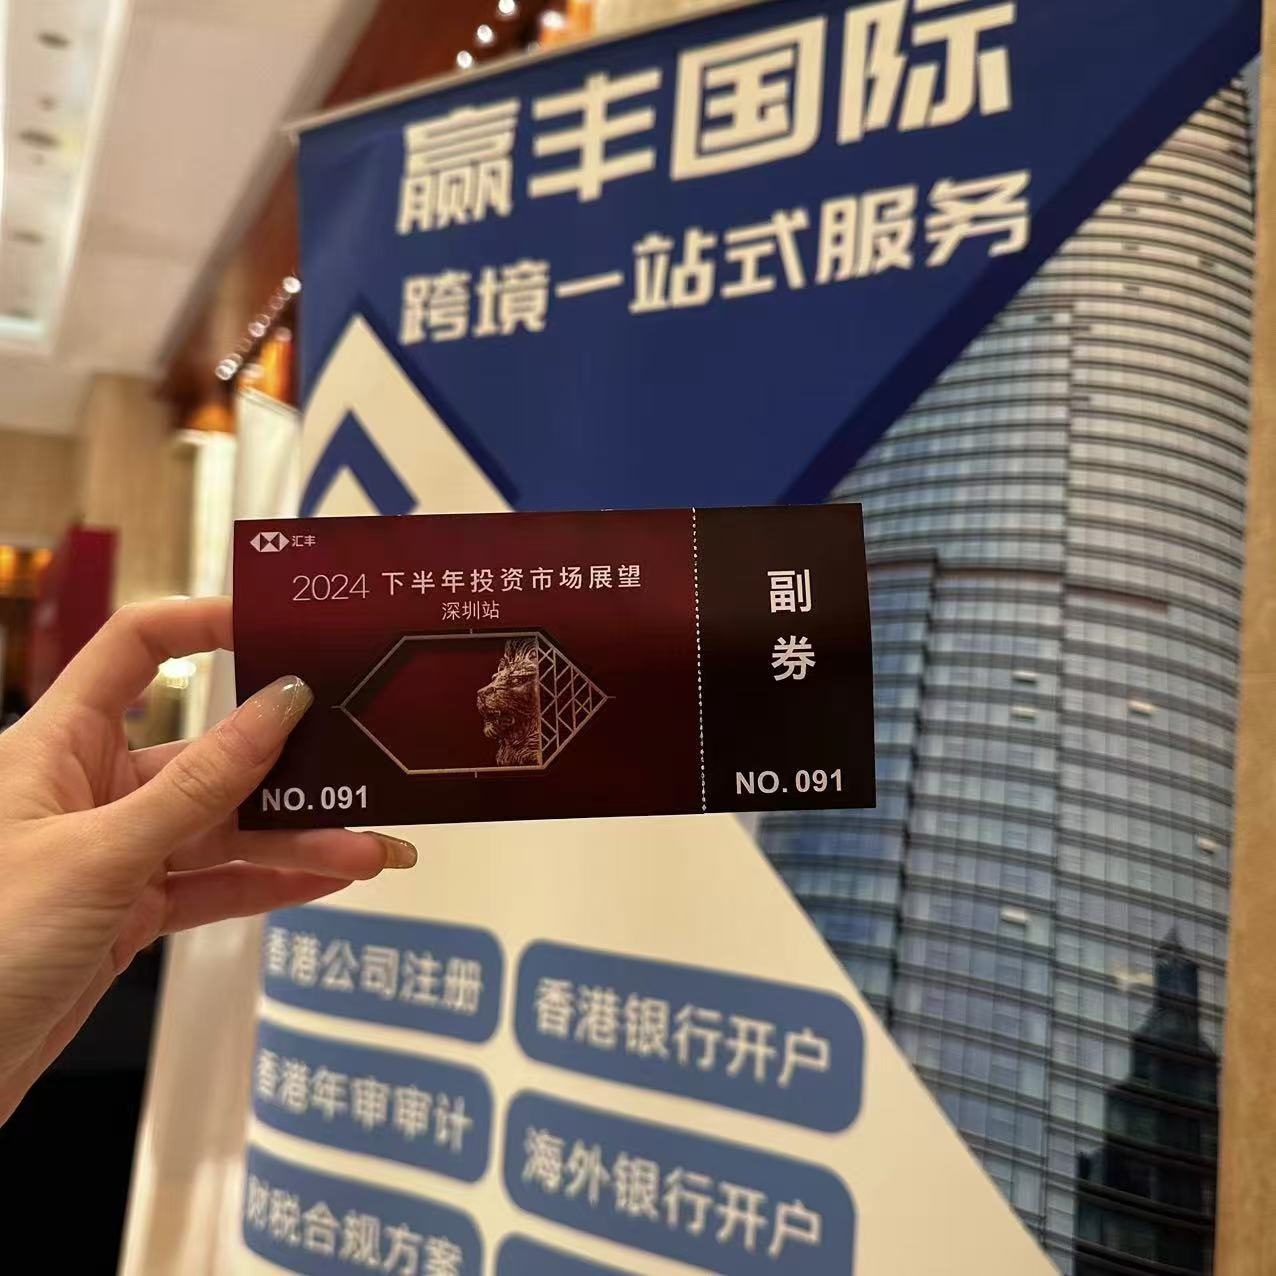 赢丰国际
跨境一站式服务
汇丰
2024 下半年投资市场展望
深圳站
NO. 091
副
券
NO. 091
香港公司注册
香港银行开户
香港年审审计
海外银行开户
财税合规方案